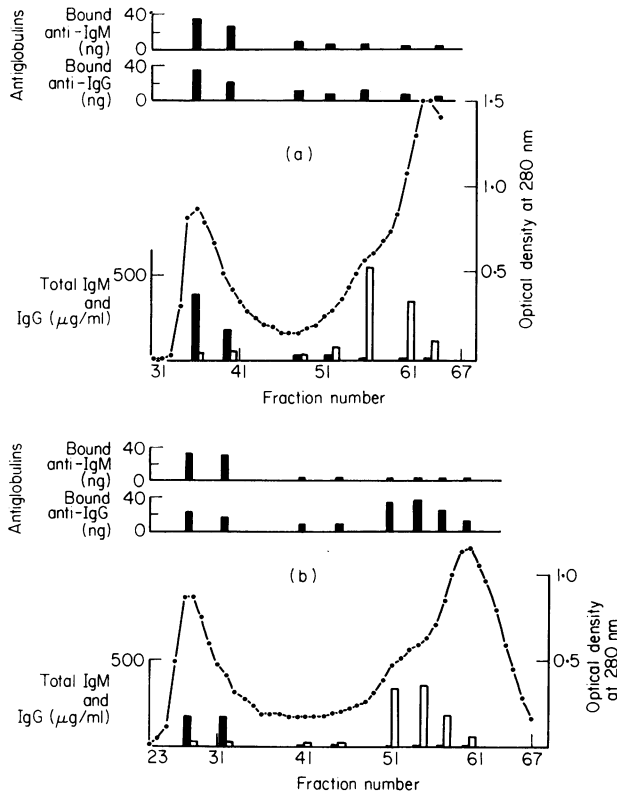 Antiglobulins
Bound
anti-IgM
(ng)
40
0
Bound
anti-IgG
(ng)
40
0
(a)
1·5
1·0
0·5
Optical density at 280 nm
Total IgM
and
IgG (μg/ml)
500
31 41 51 61 67
Fraction number
Antiglobulins
Bound
anti-IgM
(ng)
40
0
Bound
anti-IgG
(ng)
40
0
(b)
1·0
0·5
Optical density
at 280 nm
Total IgM
and
IgG (μg/ml)
500
23 31 41 51 61 67
Fraction number